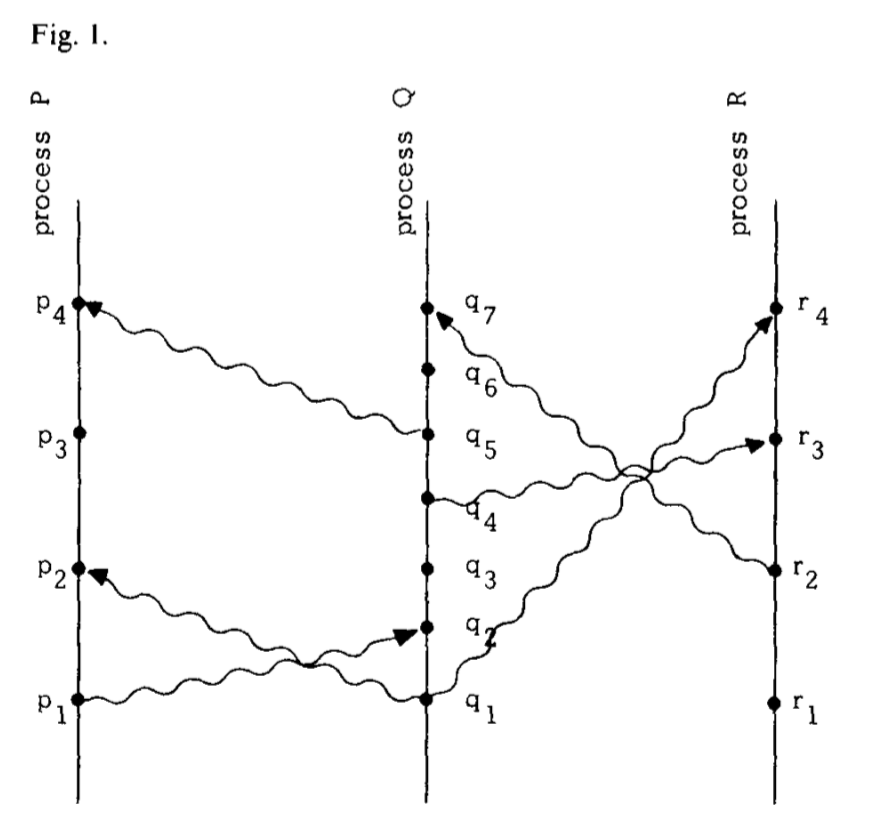 Fig. 1.
process P
process Q
process R
p4 q7 r4
q6
p3 q5 r3
q4
p2 q3 r2
q2
p1 q1 r1